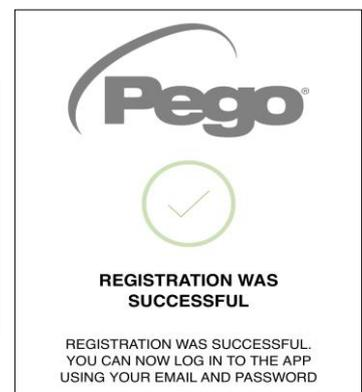 Pego®
REGISTRATION WAS
SUCCESSFUL
REGISTRATION WAS SUCCESSFUL.
YOU CAN NOW LOG IN TO THE APP
USING YOUR EMAIL AND PASSWORD